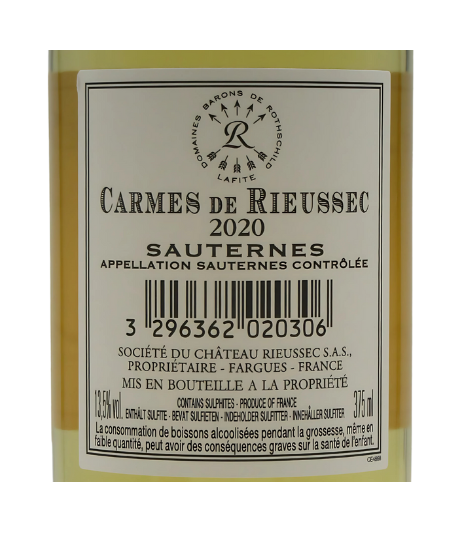 DOMAINES BARONS DE ROTHSCHILD
R
LAFITE
CARMES DE RIEUSSEC
2020
SAUTERNES
APPELLATION SAUTERNES CONTRÔLÉE
3 296362 020306
SOCIÉTÉ DU CHÂTEAU RIEUSSEC S.A.S.,
PROPRIÉTAIRE - FARGUES - FRANCE
MIS EN BOUTEILLE A LA PROPRIÉTÉ
13,5% vol.
CONTAINS SULPHITES - PRODUCE OF FRANCE
ENTHÄLT SULFITE - BEVAT SULFIETEN - INDEHOLDER SULFITTER - INNEHÅLLER SULFITER
375 ml
La consommation de boissons alcoolisées pendant la grossesse, même en
faible quantité, peut avoir des conséquences graves sur la santé de l'enfant.